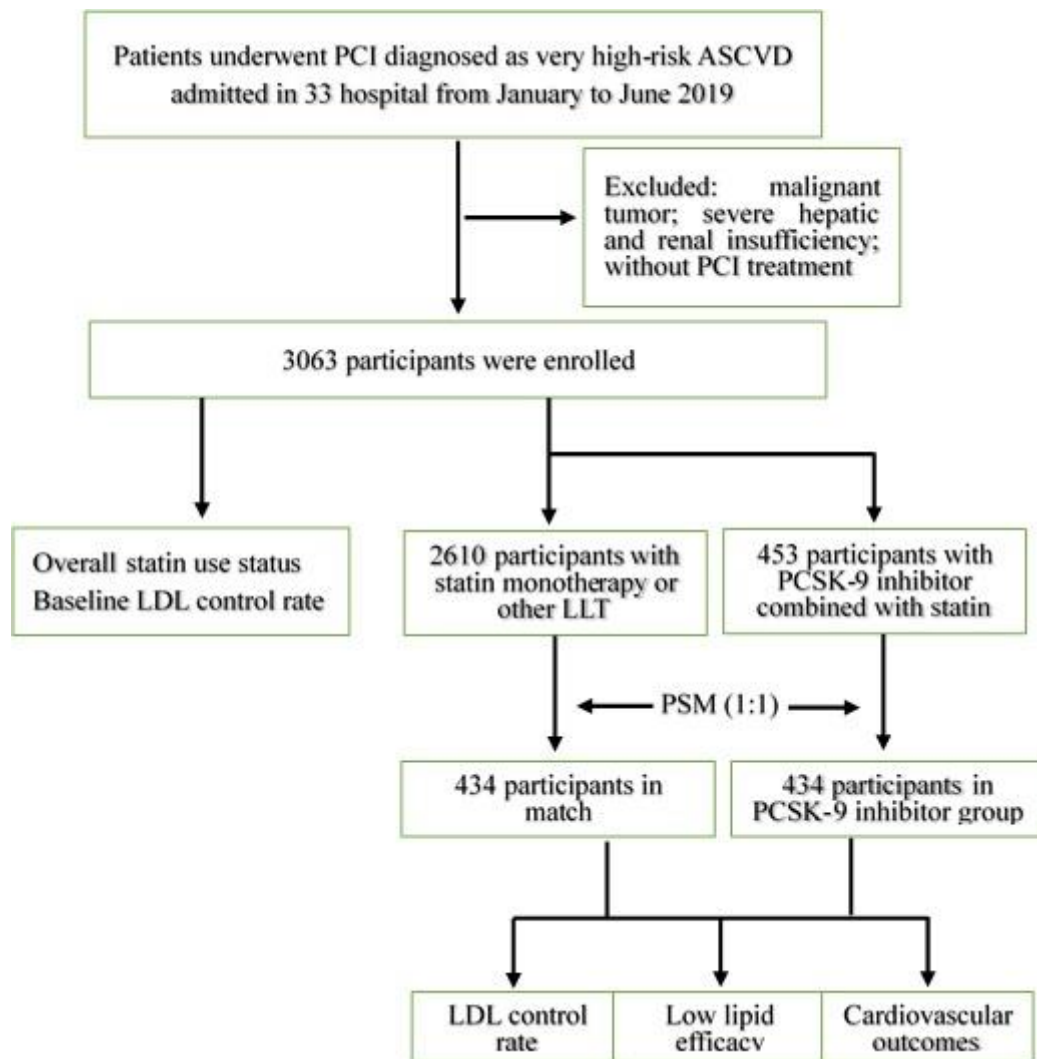 Patients underwent PCI diagnosed as very high-risk ASCVD
admitted in 33 hospital from January to June 2019
Excluded: malignant
tumor; severe hepatic
and renal insufficiency;
without PCI treatment
3063 participants were enrolled
Overall statin use status
Baseline LDL control rate
2610 participants with
statin monotherapy or
other LLT
453 participants with
PCSK-9 inhibitor
combined with statin
PSM (1:1)
434 participants in
match
434 participants in
PCSK-9 inhibitor group
LDL control
rate
Low lipid
efficacy
Cardiovascular
outcomes